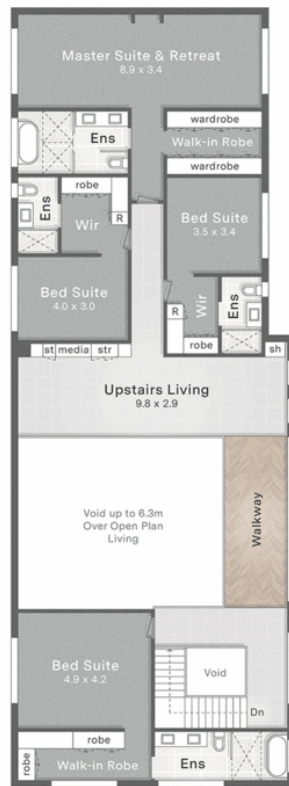 Master Suite & Retreat
8.9 x 3.4
wardrobe
Ens
Walk-in Robe
wardrobe
robe
Ens
Wir
R
Bed Suite
3.5 x 3.4
Bed Suite
4.0 x 3.0
Wir
Ens
R
robe
st
media
str
sh
Upstairs Living
9.8 x 2.9
Void up to 6.3m
Over Open Plan
Living
Walkway
Bed Suite
4.9 x 4.2
Void
Dn
robe
robe
Walk-in Robe
Ens